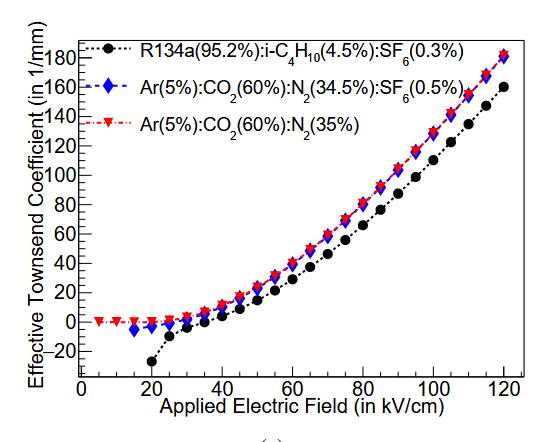 Effective Townsend Coefficient (in 1/mm)
180
160
140
120
100
80
60
40
20
0
−20
R134a(95.2%):i-C₄H₁₀(4.5%):SF₆(0.3%)
Ar(5%):CO₂(60%):N₂(34.5%):SF₆(0.5%)
Ar(5%):CO₂(60%):N₂(35%)
0 20 40 60 80 100 120
Applied Electric Field (in kV/cm)